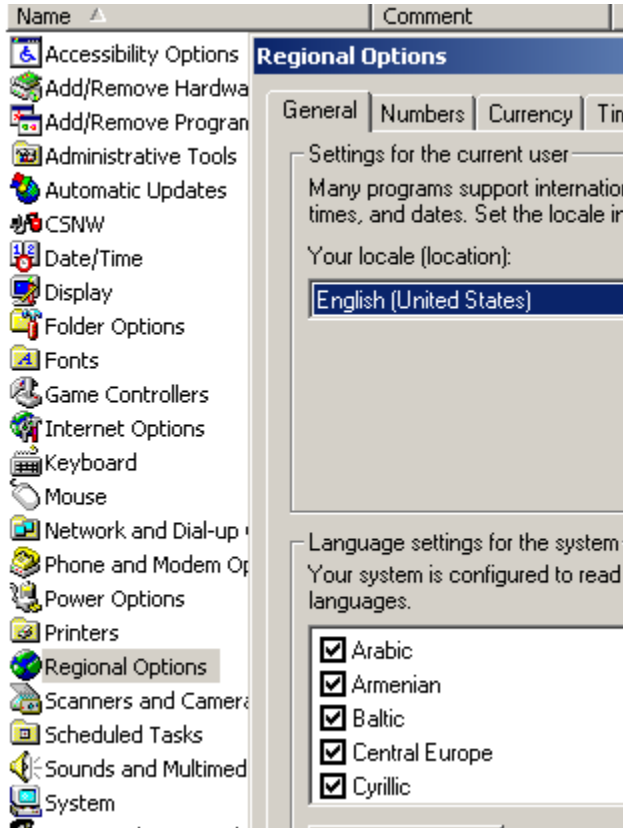 Name
Comment
Accessibility Options
Add/Remove Hardwa
Add/Remove Program
Administrative Tools
Automatic Updates
CSNW
Date/Time
Display
Folder Options
Fonts
Game Controllers
Internet Options
Keyboard
Mouse
Network and Dial-up
Phone and Modem Op
Power Options
Printers
Regional Options
Scanners and Camera
Scheduled Tasks
Sounds and Multimed
System
Regional Options
General
Numbers
Currency
Tim
Settings for the current user
Many programs support internation
times, and dates. Set the locale in
Your locale (location):
English (United States)
Language settings for the system
Your system is configured to read
languages.
Arabic
Armenian
Baltic
Central Europe
Cyrillic